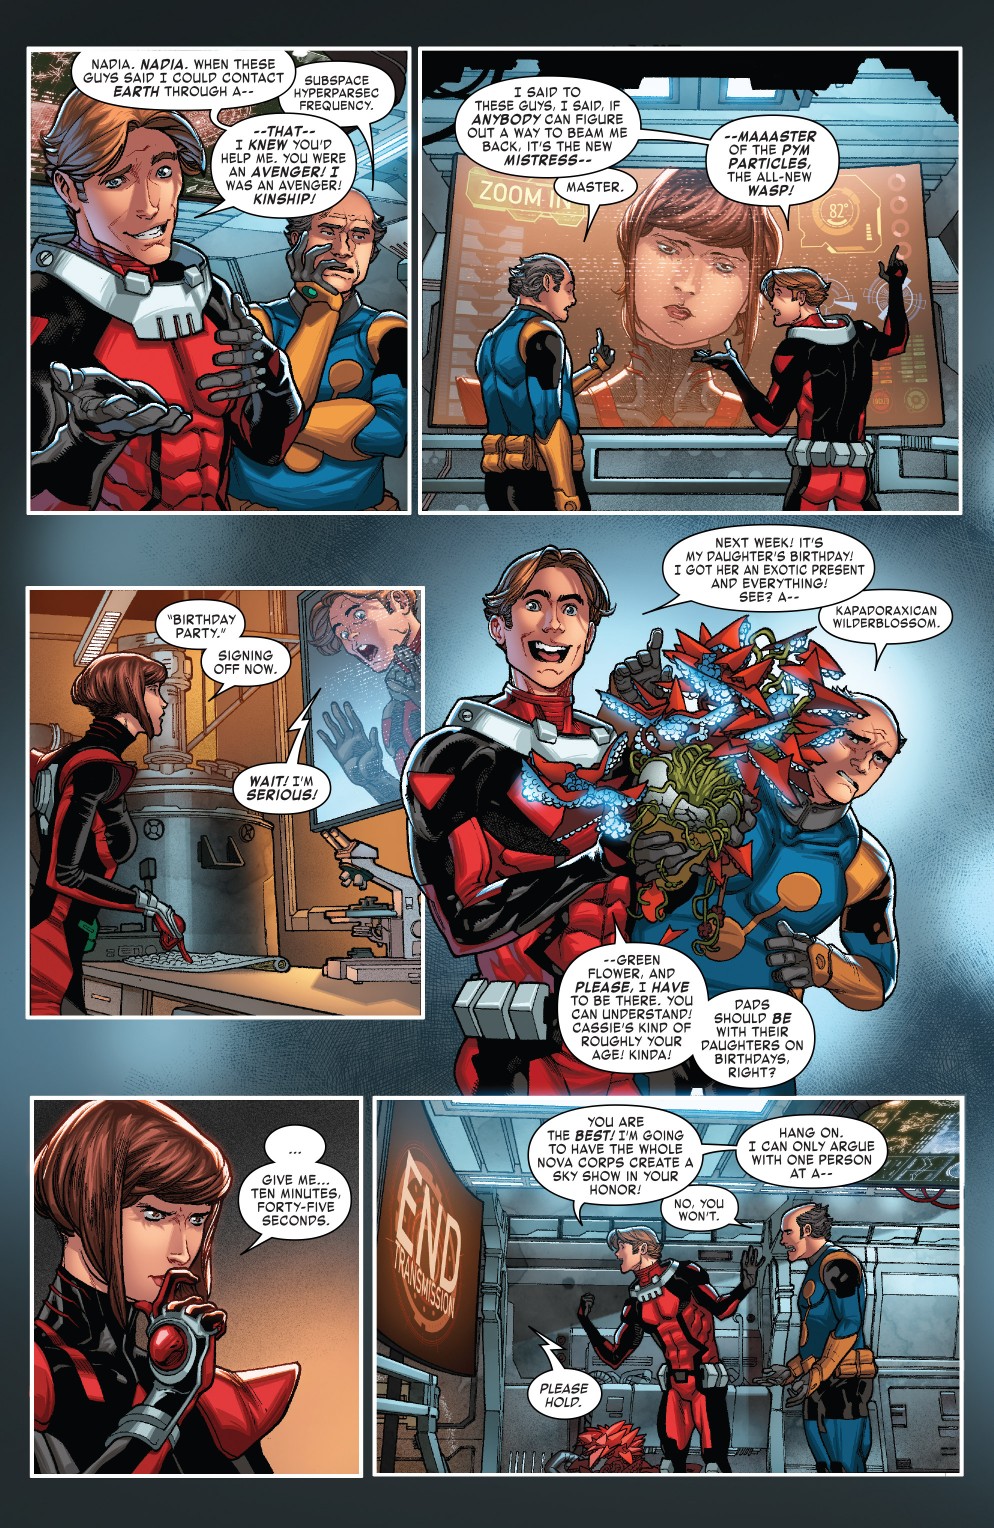 NADIA. NADIA. WHEN THESE
GUYS SAID I COULD CONTACT
EARTH THROUGH A--
SUBSPACE
HYPERPARSEC
FREQUENCY.
--THAT--
I KNEW YOU'D
HELP ME. YOU WERE
AN AVENGER! I
WAS AN AVENGER!
KINSHIP!
I SAID TO
THESE GUYS, I SAID, IF
ANYBODY CAN FIGURE
OUT A WAY TO BEAM ME
BACK, IT'S THE NEW
MISTRESS--
MASTER.
--MAAASTER
OF THE PYM
PARTICLES,
THE ALL-NEW
WASP!
ZOOM IN
82°
"BIRTHDAY
PARTY."
SIGNING
OFF NOW.
WAIT! I'M
SERIOUS!
NEXT WEEK! IT'S
MY DAUGHTER'S BIRTHDAY!
I GOT HER AN EXOTIC PRESENT
AND EVERYTHING!
SEE? A--
KAPADORAXICAN
WILDERBLOSSOM.
--GREEN
FLOWER, AND
PLEASE, I HAVE
TO BE THERE. YOU
CAN UNDERSTAND!
CASSIE'S KIND OF
ROUGHLY YOUR
AGE! KINDA!
DADS
SHOULD BE
WITH THEIR
DAUGHTERS ON
BIRTHDAYS,
RIGHT?
...
GIVE ME...
TEN MINUTES,
FORTY-FIVE
SECONDS.
YOU ARE
THE BEST! I'M GOING
TO HAVE THE WHOLE
NOVA CORPS CREATE A
SKY SHOW IN YOUR
HONOR!
NO, YOU
WON'T.
HANG ON.
I CAN ONLY ARGUE
WITH ONE PERSON
AT A--
END
TRANSMISSION
PLEASE
HOLD.